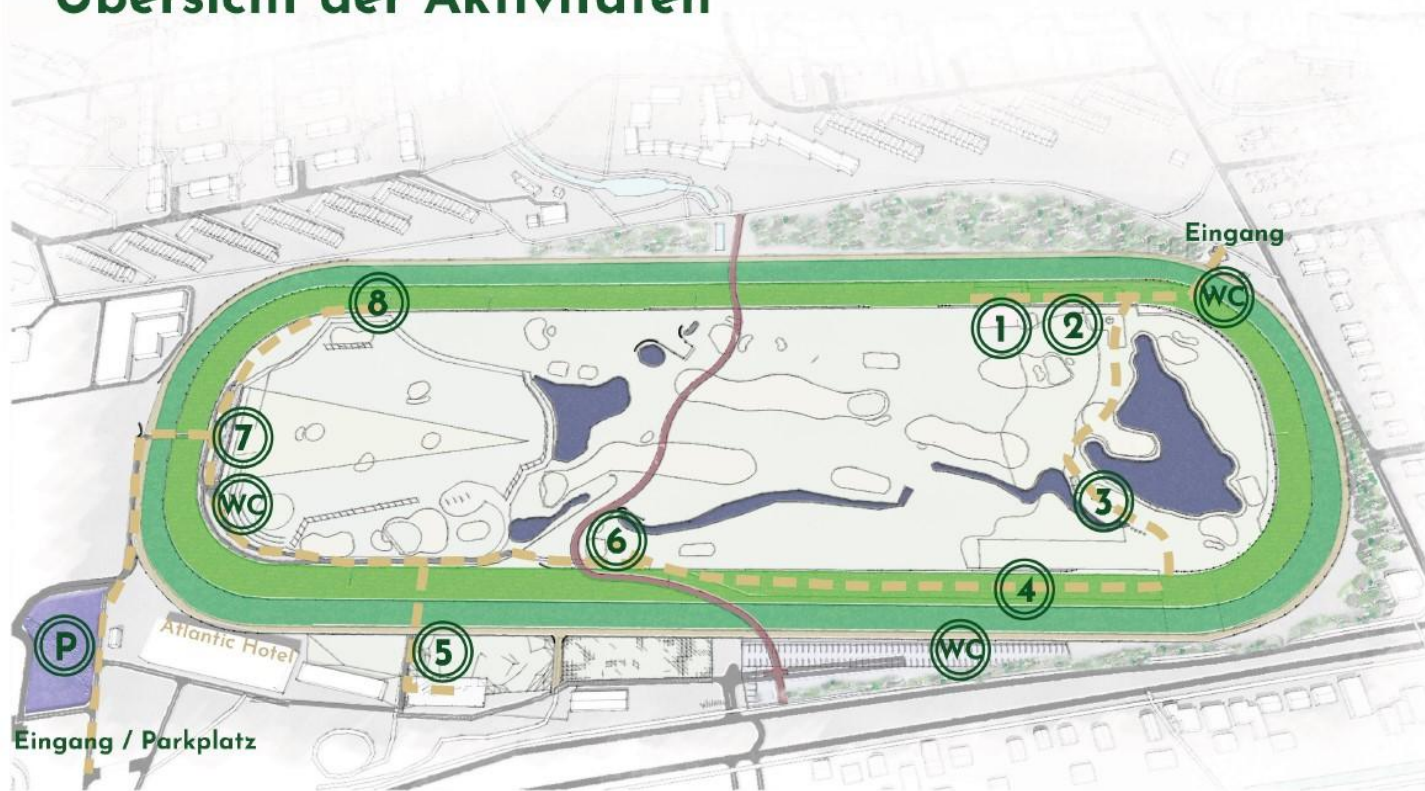 Übersicht der Aktivitäten
Eingang
WC
8
1
2
7
WC
3
6
4
P
Atlantic Hotel
5
WC
Eingang / Parkplatz